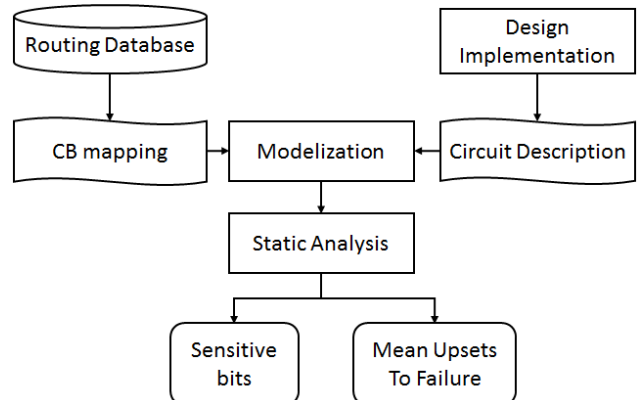 Routing Database
Design
Implementation
CB mapping
Modelization
Circuit Description
Static Analysis
Sensitive
bits
Mean Upsets
To Failure